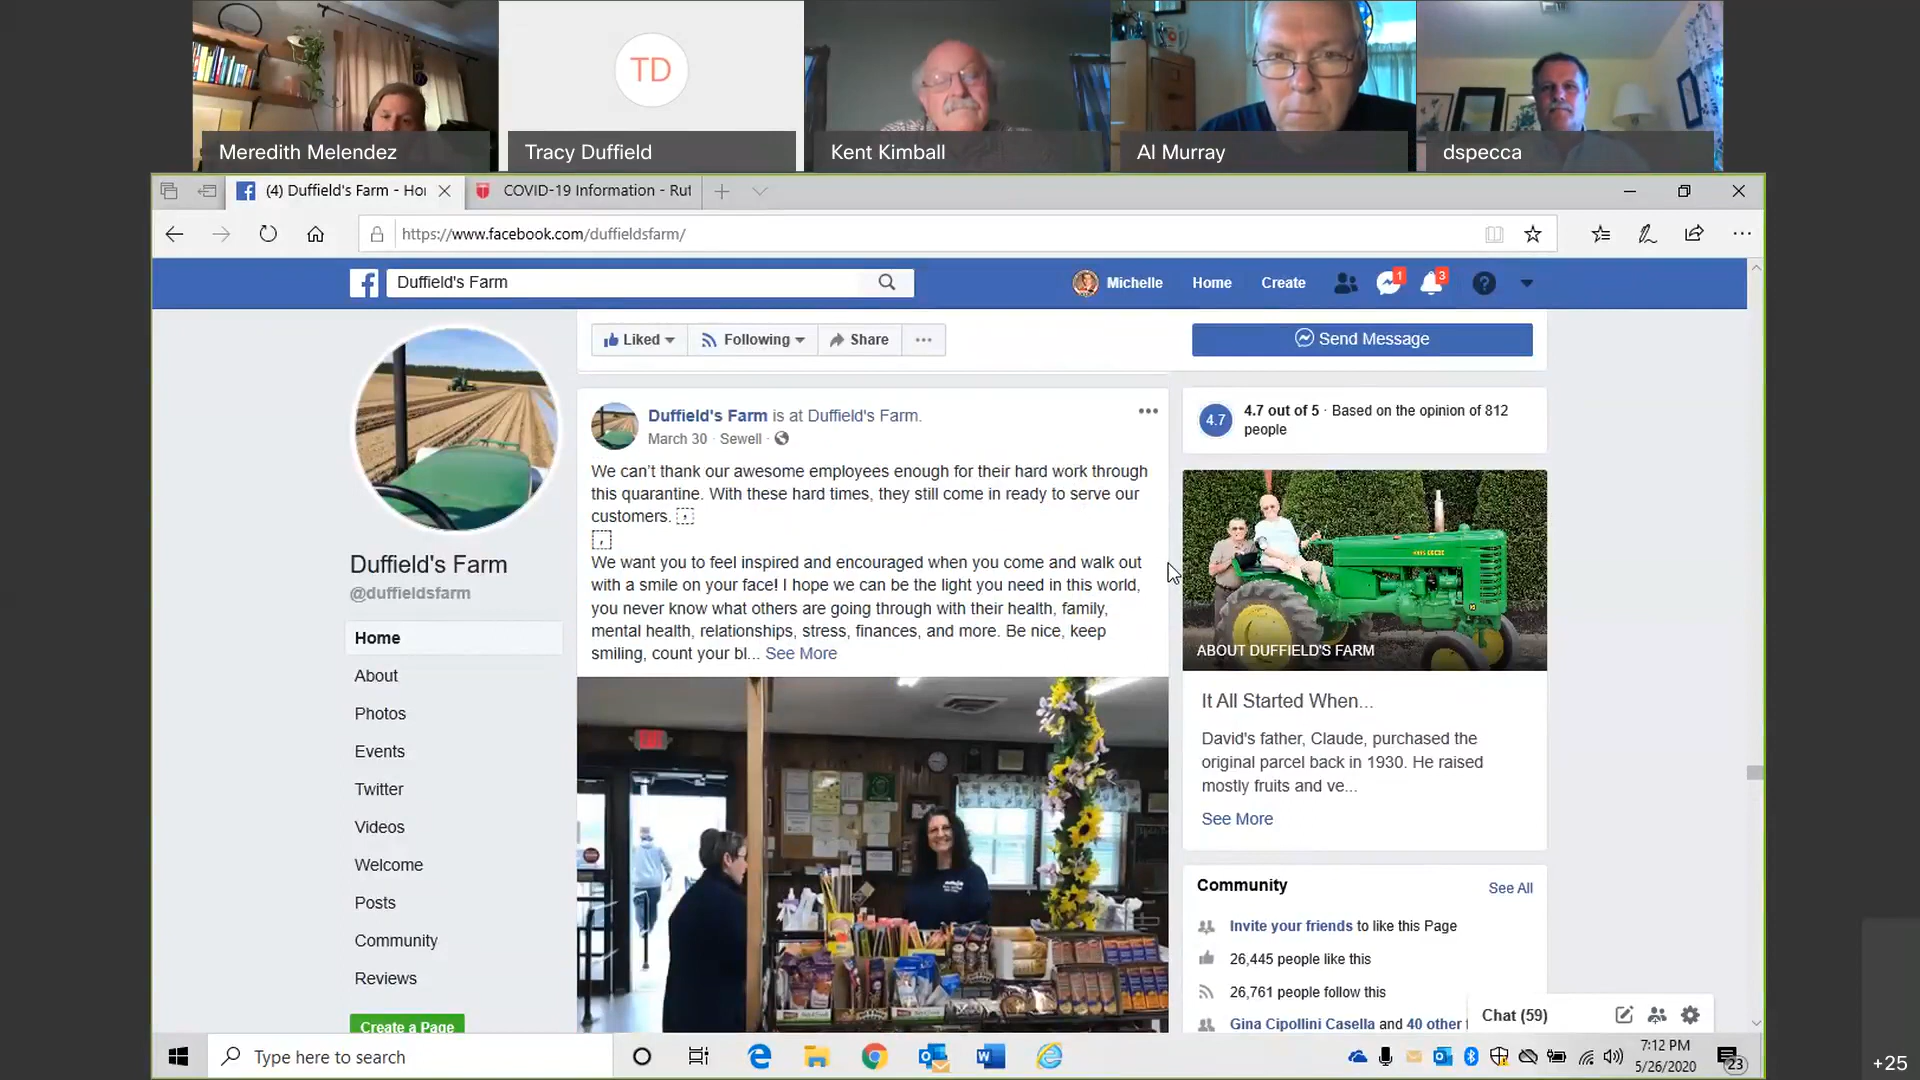 TD
Meredith Melendez
Tracy Duffield
Kent Kimball
Al Murray
dspecca
(4) Duffield's Farm - Ho
COVID-19 Information - Rut
https://www.facebook.com/duffieldsfarm/
Duffield's Farm
Michelle
Home
Create
1
3
Liked
Following
Share
Send Message
Duffield's Farm is at Duffield's Farm.
March 30 · Sewell ·
We can't thank our awesome employees enough for their hard work through
this quarantine. With these hard times, they still come in ready to serve our
customters.
We want you to feel inspired and encouraged when you come and walk out
with a smile on your face! I hope we can be the light you need in this world,
you never know what others are going through with their health, family,
mental health, relationships, stress, finances, and more. Be nice, keep
smiling, count your bl... See More
4.7
4.7 out of 5 · Based on the opinion of 812
people
ABOUT DUFFIELD'S FARM
It All Started When...
David's father, Claude, purchased the
original parcel back in 1930. He raised
mostly fruits and ve...
See More
Duffield's Farm
@duffieldsfarm
Home
About
Photos
Events
Twitter
Videos
Welcome
Posts
Community
Reviews
Create a Page
EXIT
Community
See All
Invite your friends to like this Page
26,445 people like this
26,761 people follow this
Gina Cipollini Casella and 40 other
Chat (59)
Type here to search
7:12 PM
5/26/2020
23
+25